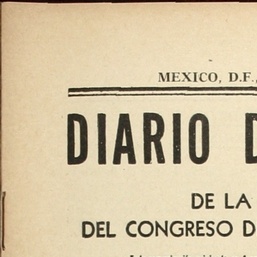 MEXICO, D.F.,
DIARIO D
DE LA
DEL CONGRESO D